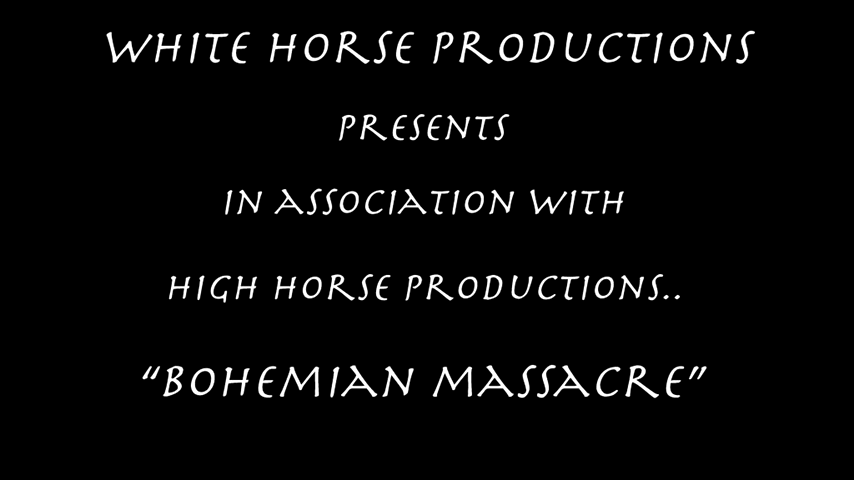 WHITE HORSE PRODUCTIONS
PRESENTS
IN ASSOCIATION WITH
HIGH HORSE PRODUCTIONS..
“BOHEMIAN MASSACRE”